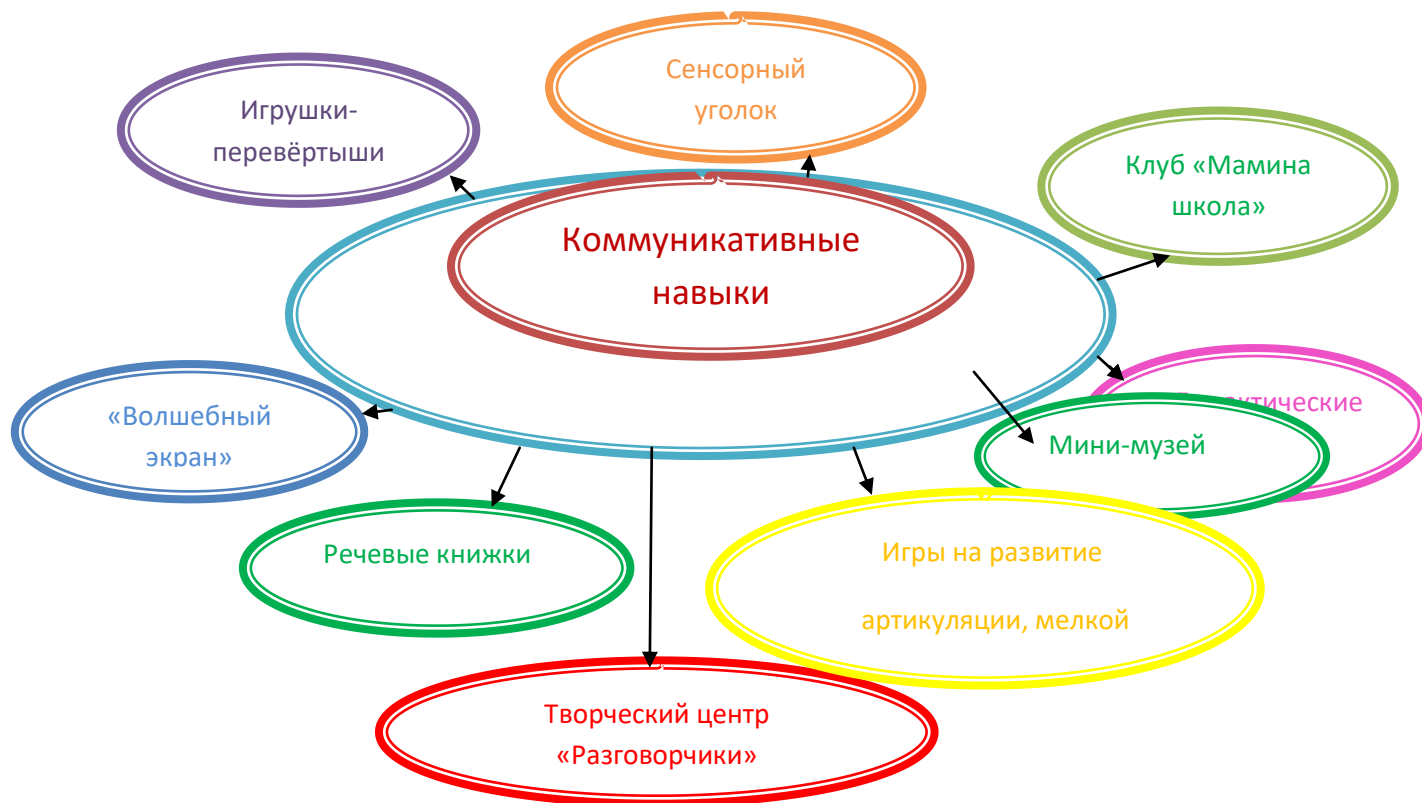 Сенсорный
уголок
Игрушки-
перевёртыши
Клуб «Мамина
школа»
Коммуникативные
навыки
«Волшебный
экран»
Мини-музей
Речевые книжки
Игры на развитие
артикуляции, мелкой
Творческий центр
«Разговорчики»